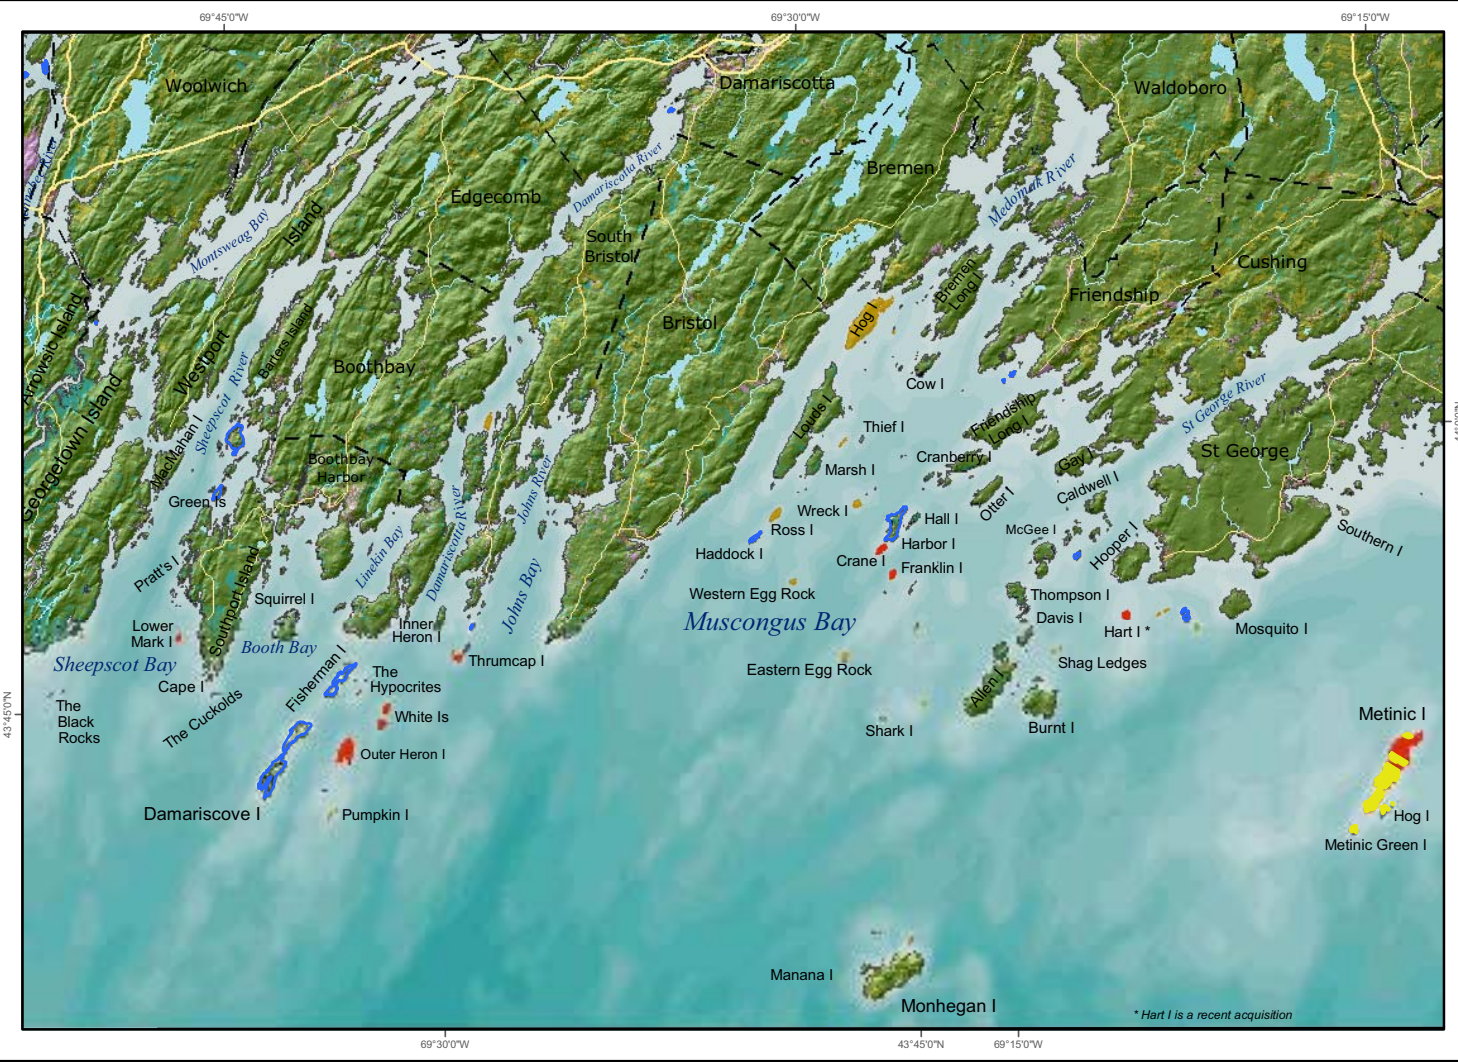 69°45'0"W
69°30'0"W
69°15'0"W
Woolwich
Damariscotta
Waldoboro
Bremen
Edgecomb
Damariscotta River
Medomak River
Montsweag Bay
Island
South
Bristol
Cushing
Bremen
Long I
Friendship
Hog I
Bristol
Arrowsic Island
Westport
Barters Island
Boothbay
Sheepscot River
Georgetown Island
MacMahan I
Cow I
Louds I
Thief I
Friendship
Long I
St George River
St George
Boothbay
Harbor
Marsh I
Cranberry I
Gay I
Green Is
Johns River
Damariscotta River
Wreck I
Otter I
Caldwell I
Ross I
Hall I
McGee I
Hooper I
Southern I
Haddock I
Harbor I
Crane I
Franklin I
Pratt's I
Linekin Bay
Johns Bay
Western Egg Rock
Thompson I
Squirrel I
Southport Island
Muscongus Bay
Davis I
Hart I *
Mosquito I
Lower
Mark I
Inner
Heron I
Booth Bay
Sheepscot Bay
Thrumcap I
Eastern Egg Rock
Shag Ledges
Fisherman I
The
Hypocrites
Cape I
The Cuckolds
Allen I
The
Black
Rocks
White Is
Shark I
Burnt I
Metinic I
43°45'0"N
Outer Heron I
Damariscove I
Pumpkin I
Hog I
Metinic Green I
Manana I
Monhegan I
* Hart I is a recent acquisition
69°30'0"W
43°45'0"N
69°15'0"W